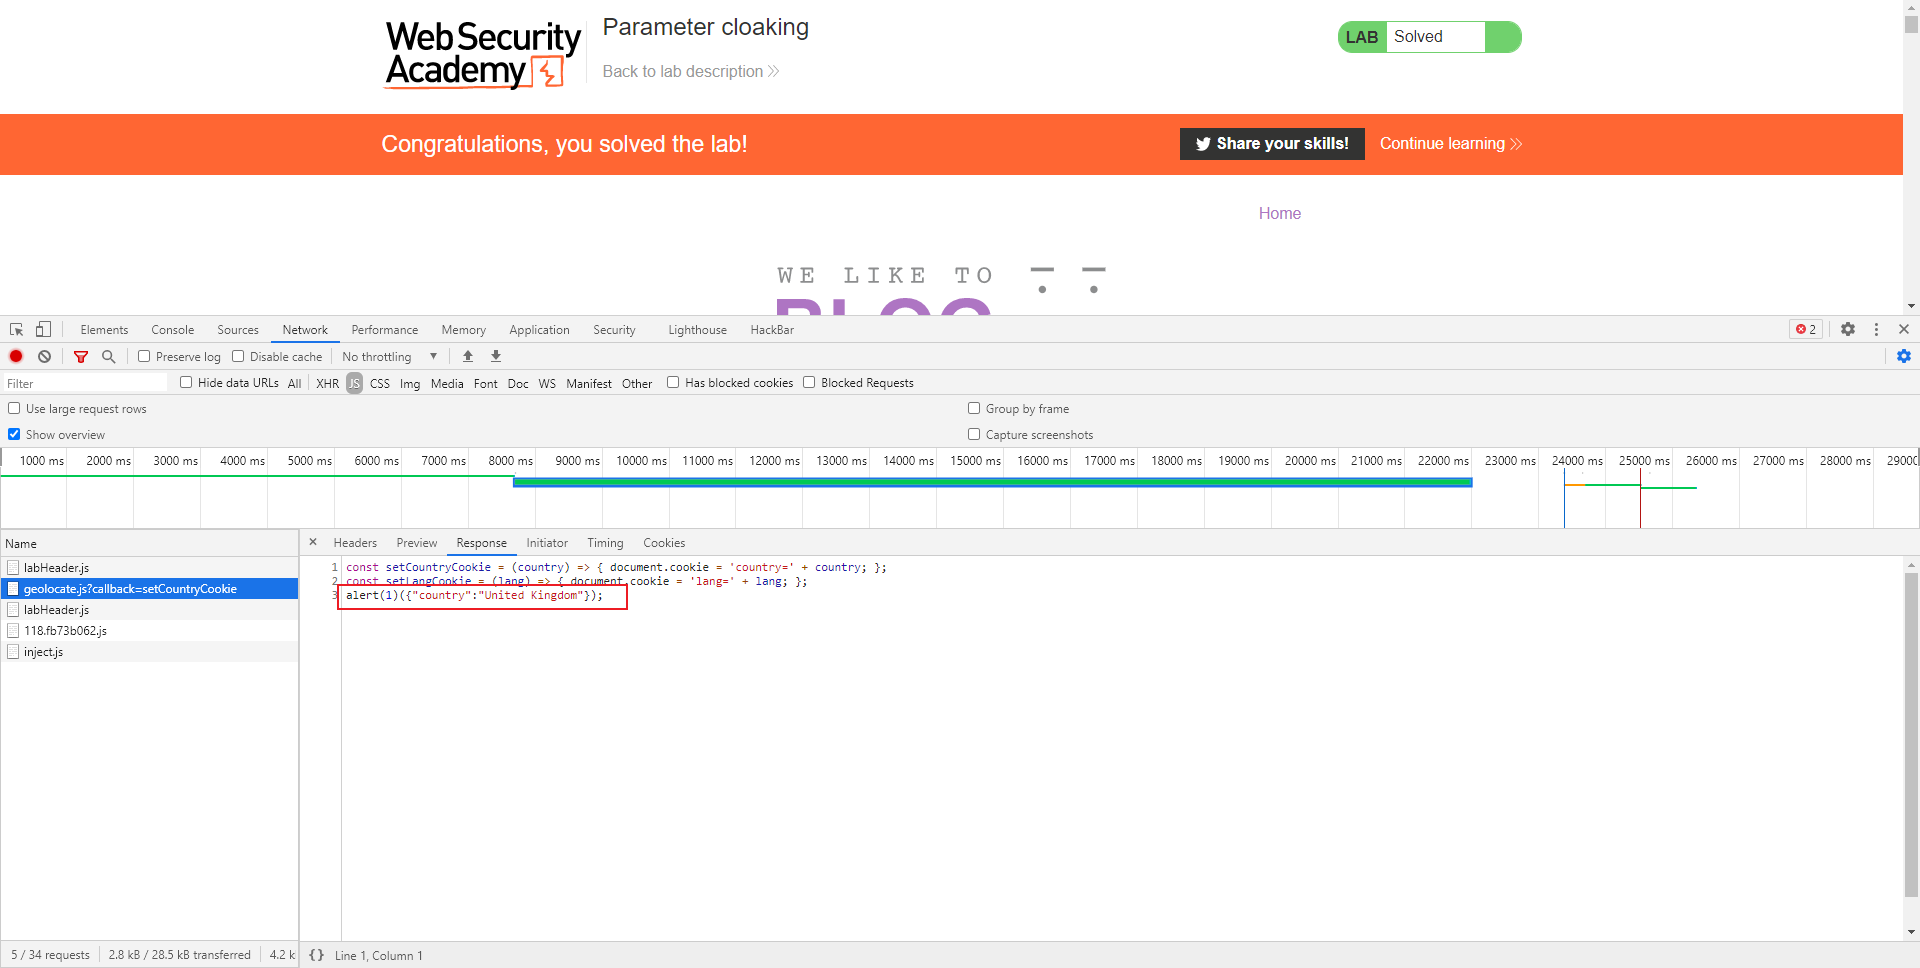 Web Security
Academy
Parameter cloaking
Back to lab description
LAB Solved
Congratulations, you solved the lab!
Share your skills!
Continue learning
Home
WE LIKE TO
BLOG
Elements Console Sources Network Performance Memory Application Security Lighthouse HackBar 2
Preserve log Disable cache No throttling
Filter Hide data URLs All XHR JS CSS Img Media Font Doc WS Manifest Other Has blocked cookies Blocked Requests
Use large request rows Group by frame
Show overview Capture screenshots
1000 ms 2000 ms 3000 ms 4000 ms 5000 ms 6000 ms 7000 ms 8000 ms 9000 ms 10000 ms 11000 ms 12000 ms 13000 ms 14000 ms 15000 ms 16000 ms 17000 ms 18000 ms 19000 ms 20000 ms 21000 ms 22000 ms 23000 ms 24000 ms 25000 ms 26000 ms 27000 ms 28000 ms 2900
Name
labHeader.js
geolocate.js?callback=setCountryCookie
labHeader.js
118.fb73b062.js
inject.js
Headers Preview Response Initiator Timing Cookies
1 const setCountryCookie = (country) => { document.cookie = 'country=' + country; };
2 const setLangCookie = (lang) => { document.cookie = 'lang=' + lang; };
3 alert(1)({"country":"United Kingdom"});
5 / 34 requests 2.8 kB / 28.5 kB transferred 4.2 k
{} Line 1, Column 1